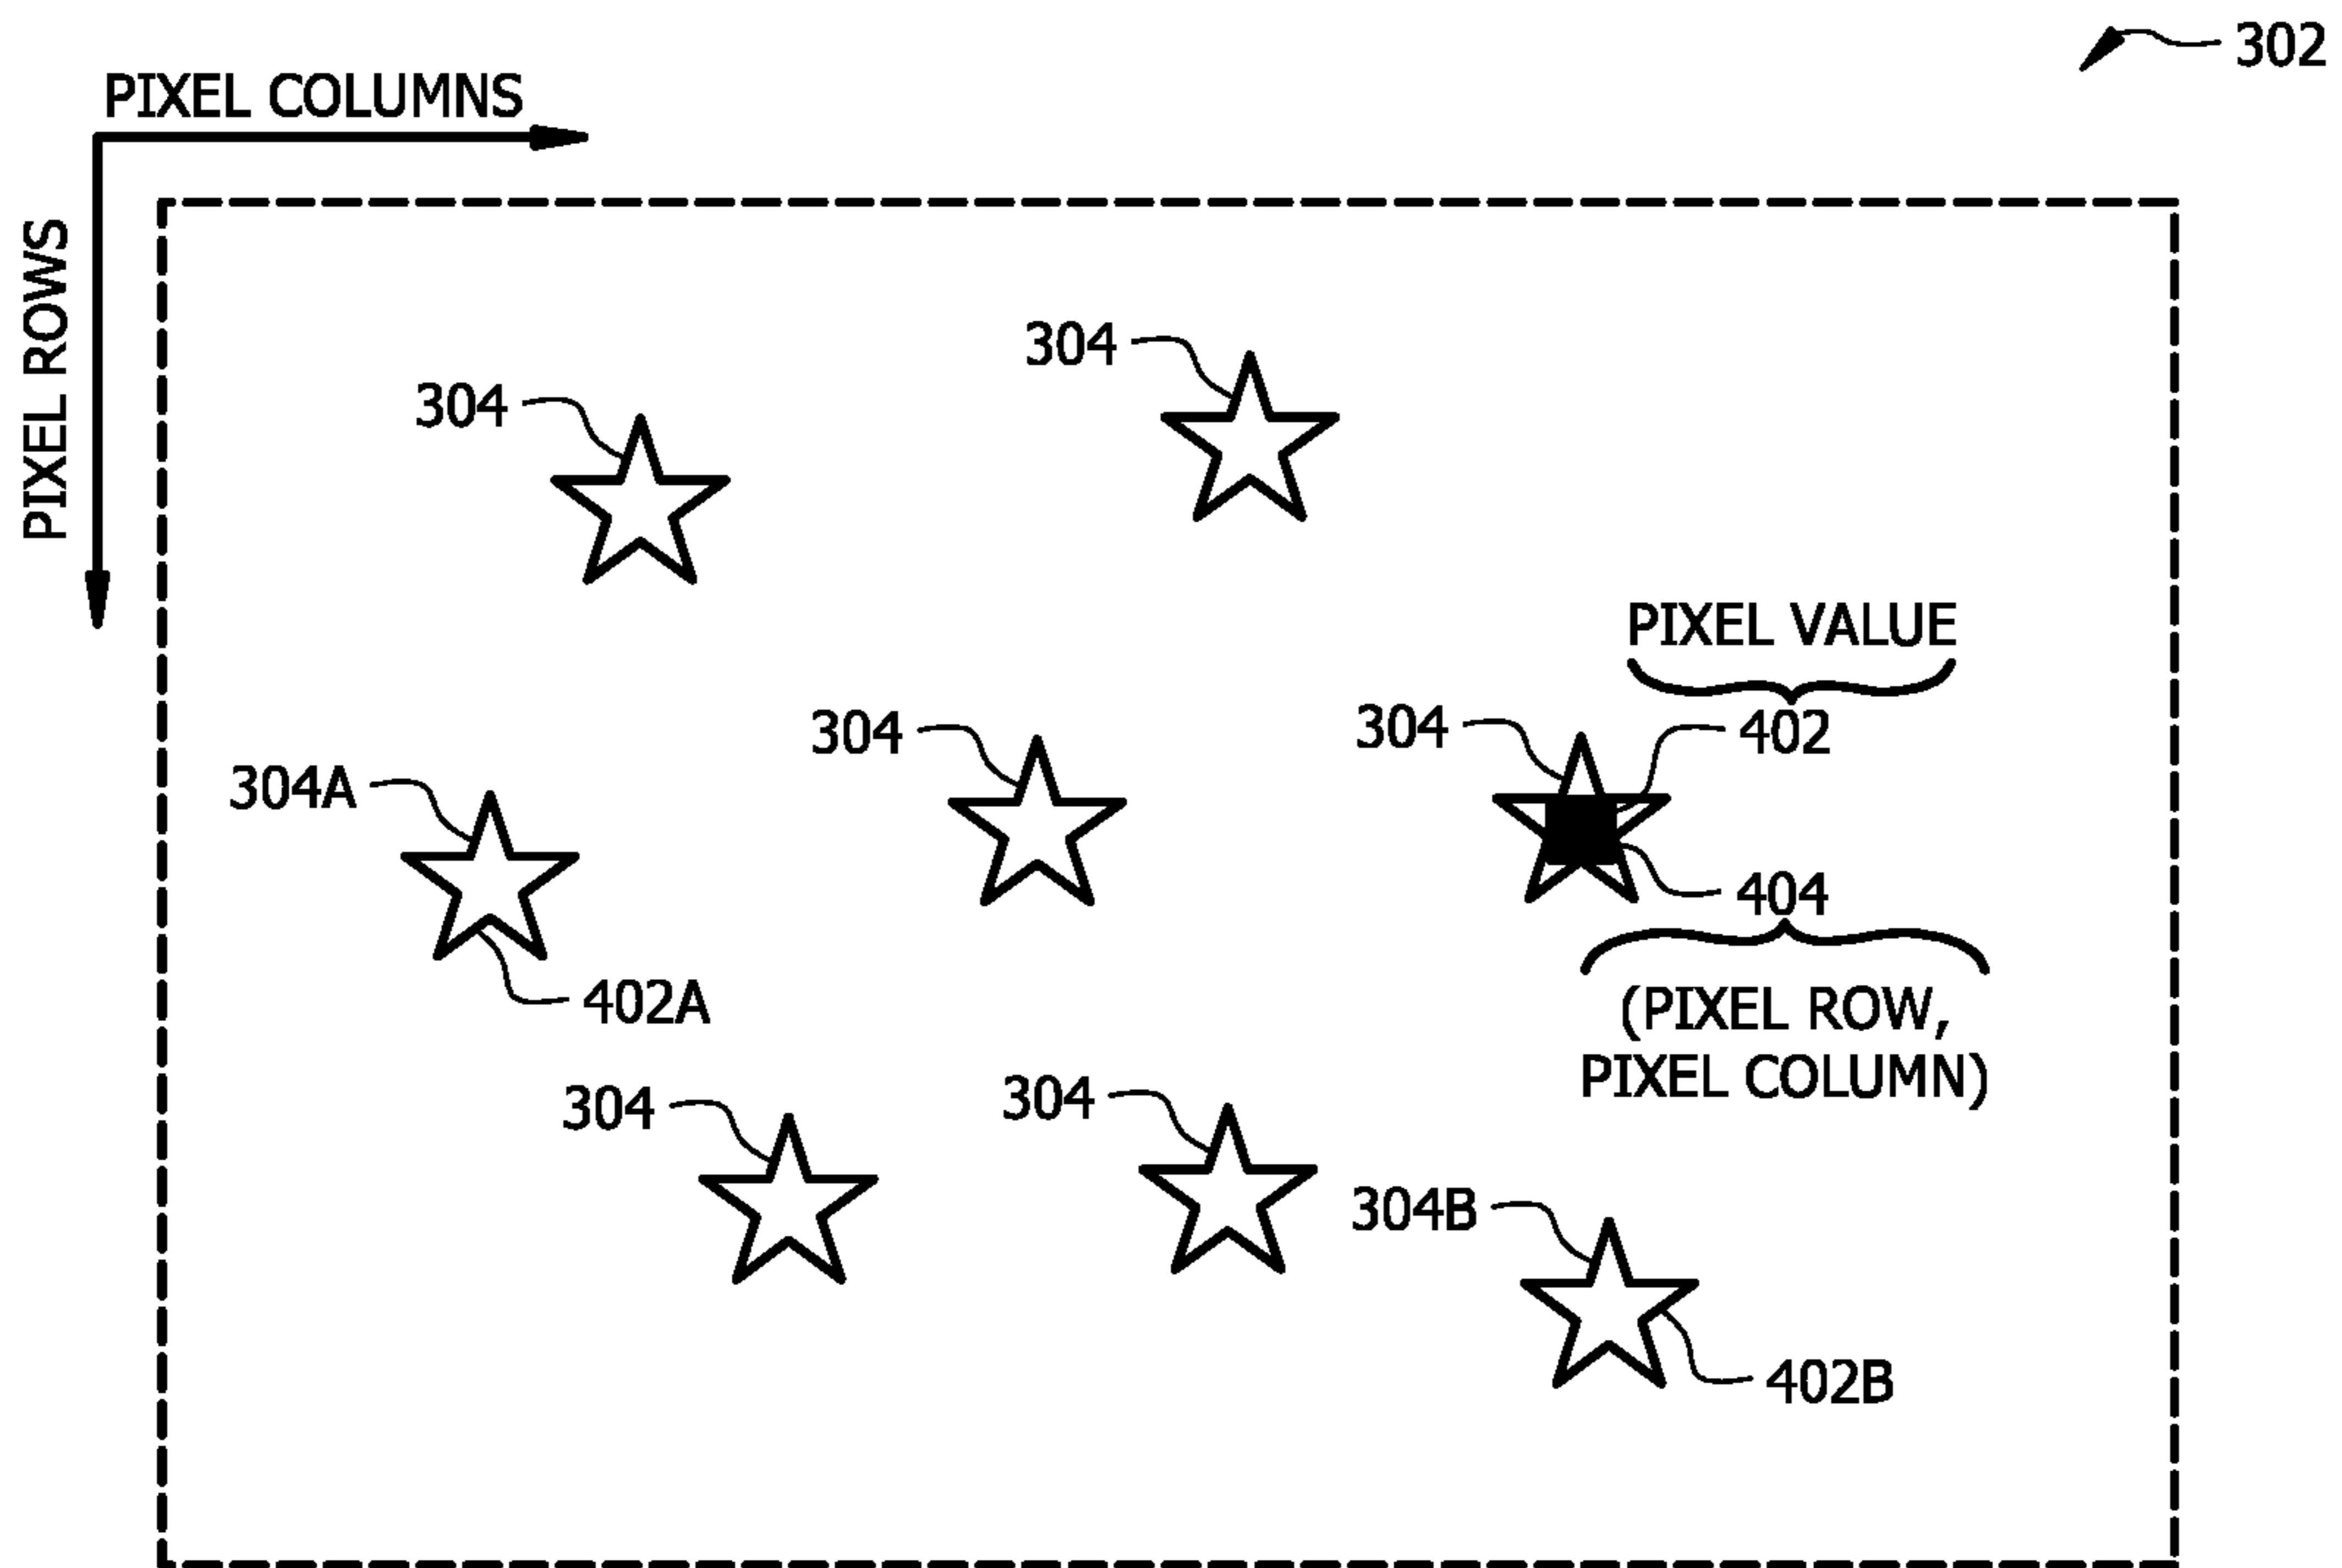 302
PIXEL COLUMNS
PIXEL ROWS
304
304
PIXEL VALUE
304
304
402
304A
404
402A
(PIXEL ROW,
PIXEL COLUMN)
304
304
304B
402B